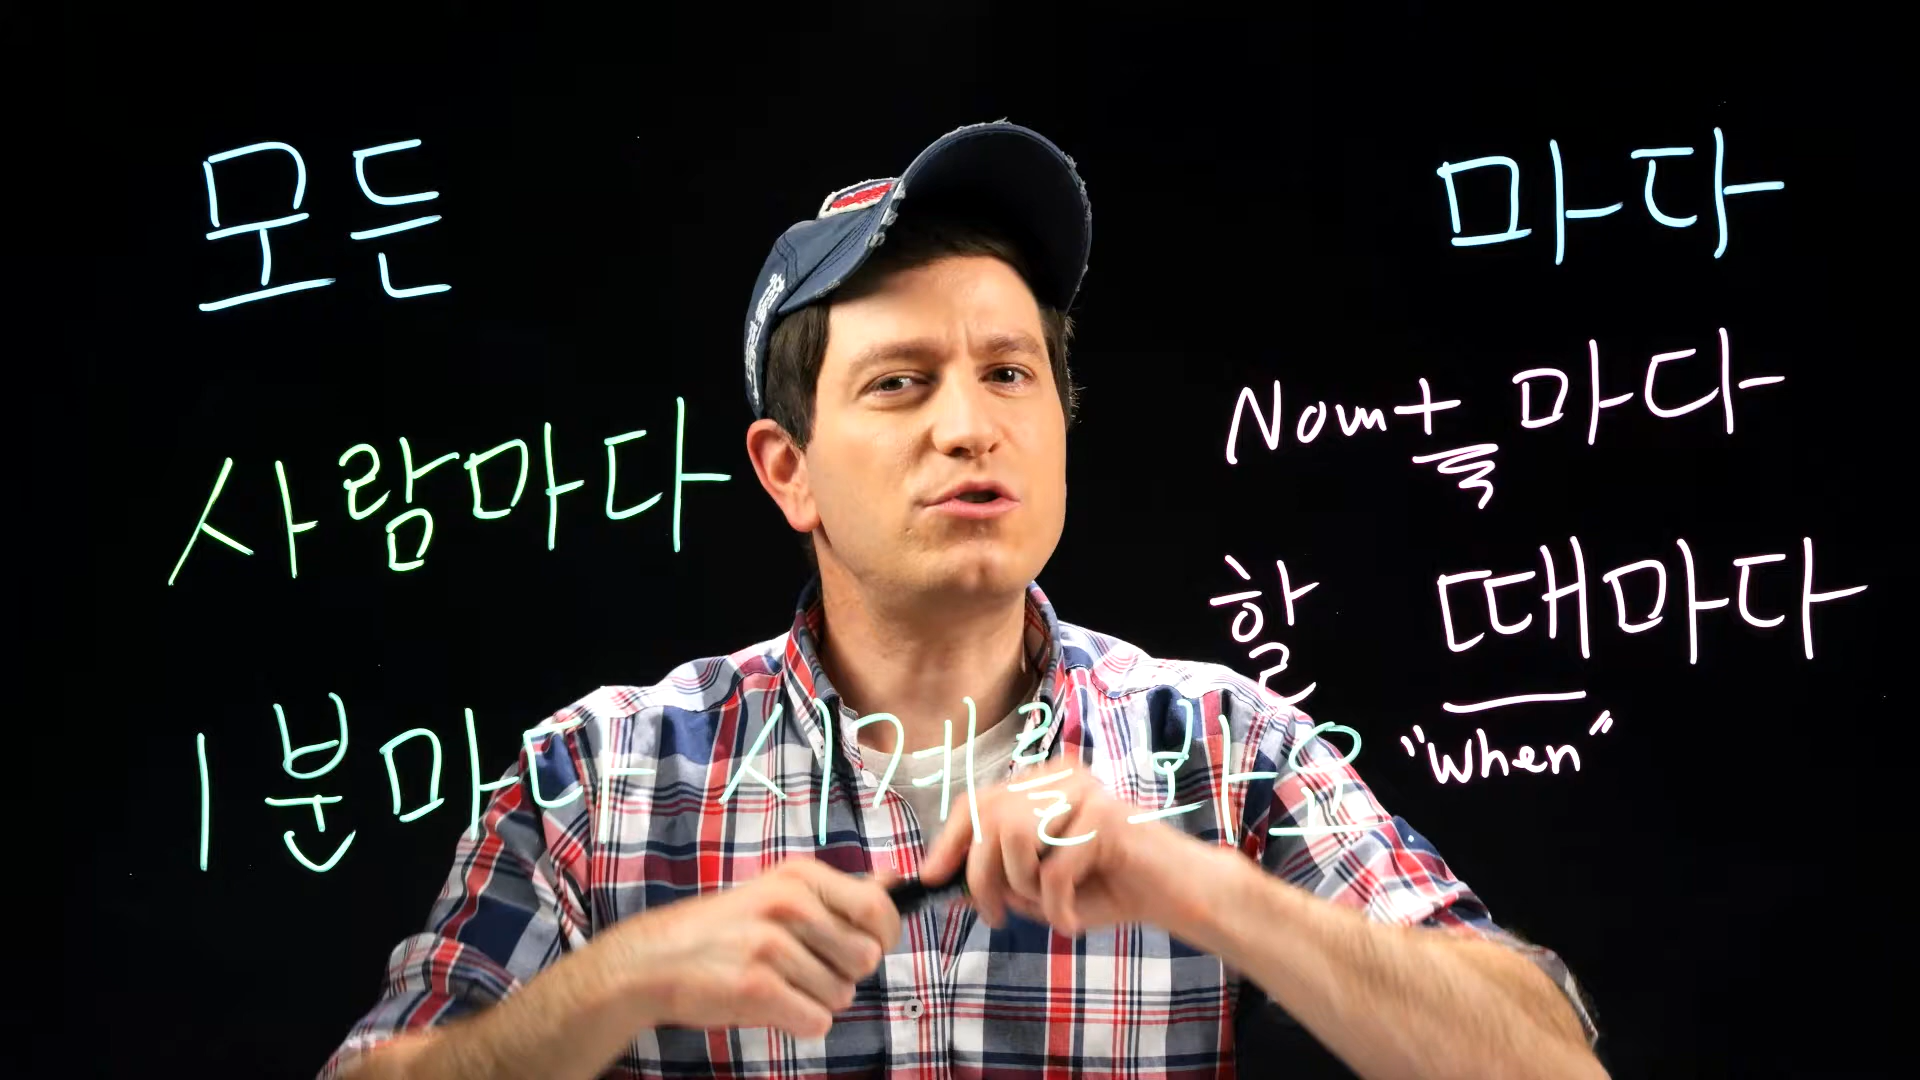 모든
마다
사람마다
Noun + 마다
할 때마다
"when"
1분마다 시계를 봐요